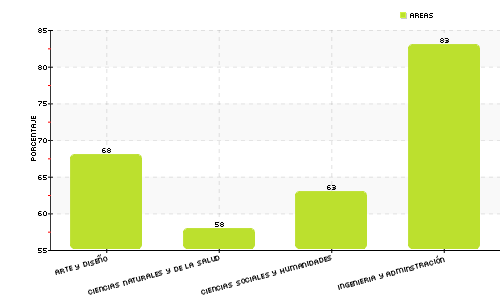 AREAS
85
80
75
70
65
60
55
PORCENTAJE
68
58
63
83
ARTE Y DISEÑO
CIENCIAS NATURALES Y DE LA SALUD
CIENCIAS SOCIALES Y HUMANIDADES
INGENIERIA Y ADMINSTRACIÓN